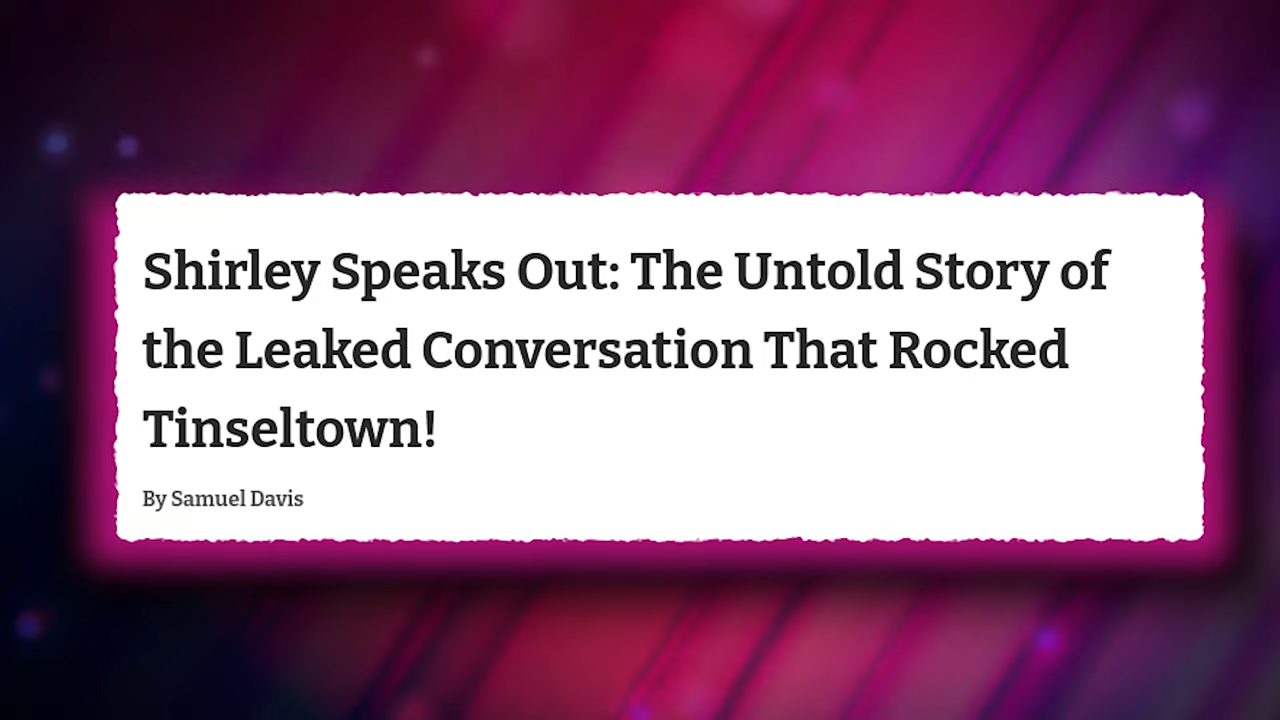 Shirley Speaks Out: The Untold Story of
the Leaked Conversation That Rocked
Tinseltown!
By Samuel Davis